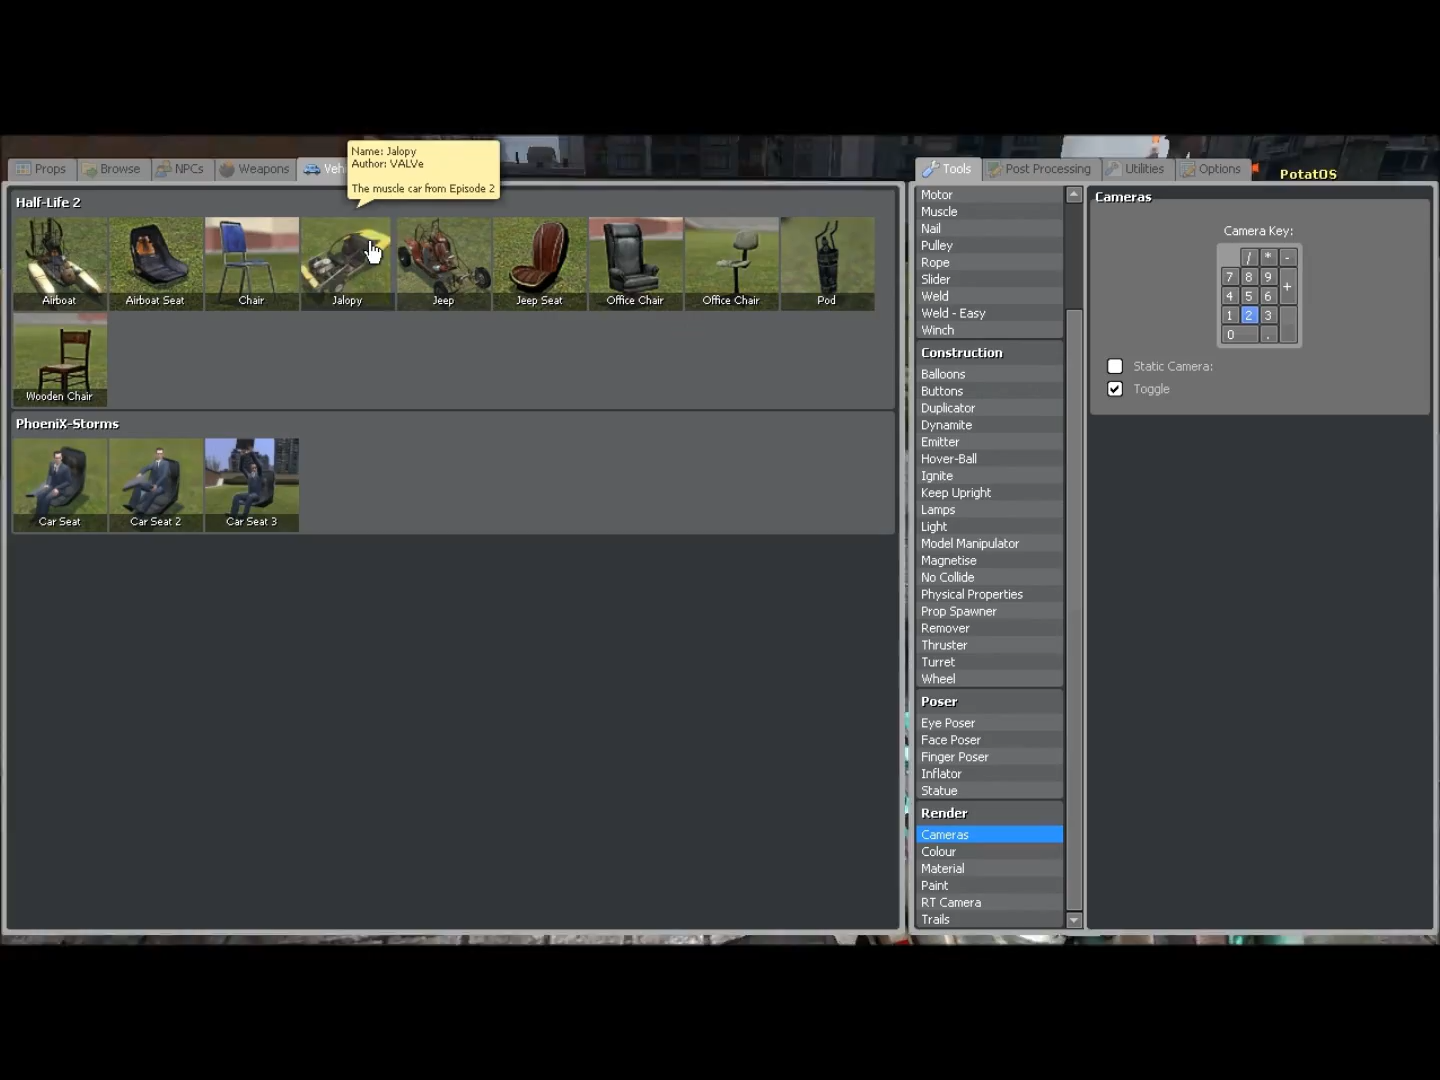 Name: Jalopy
Author: VALVe
The muscle car from Episode 2
Props
Browse
NPCs
Weapons
Veh
Half-Life 2
Airboat
Airboat Seat
Chair
Jalopy
Jeep
Jeep Seat
Office Chair
Office Chair
Pod
Wooden Chair
PhoeniX-Storms
Car Seat
Car Seat 2
Car Seat 3
Tools
Post Processing
Utilities
Options
PotatOS
Motor
Muscle
Nail
Pulley
Rope
Slider
Weld
Weld - Easy
Winch
Construction
Balloons
Buttons
Duplicator
Dynamite
Emitter
Hover-Ball
Ignite
Keep Upright
Lamps
Light
Model Manipulator
Magnetise
No Collide
Physical Properties
Prop Spawner
Remover
Thruster
Turret
Wheel
Poser
Eye Poser
Face Poser
Finger Poser
Inflator
Statue
Render
Cameras
Colour
Material
Paint
RT Camera
Trails
Cameras
Camera Key:
/ * -
7 8 9 +
4 5 6
1 2 3
0 .
Static Camera:
Toggle